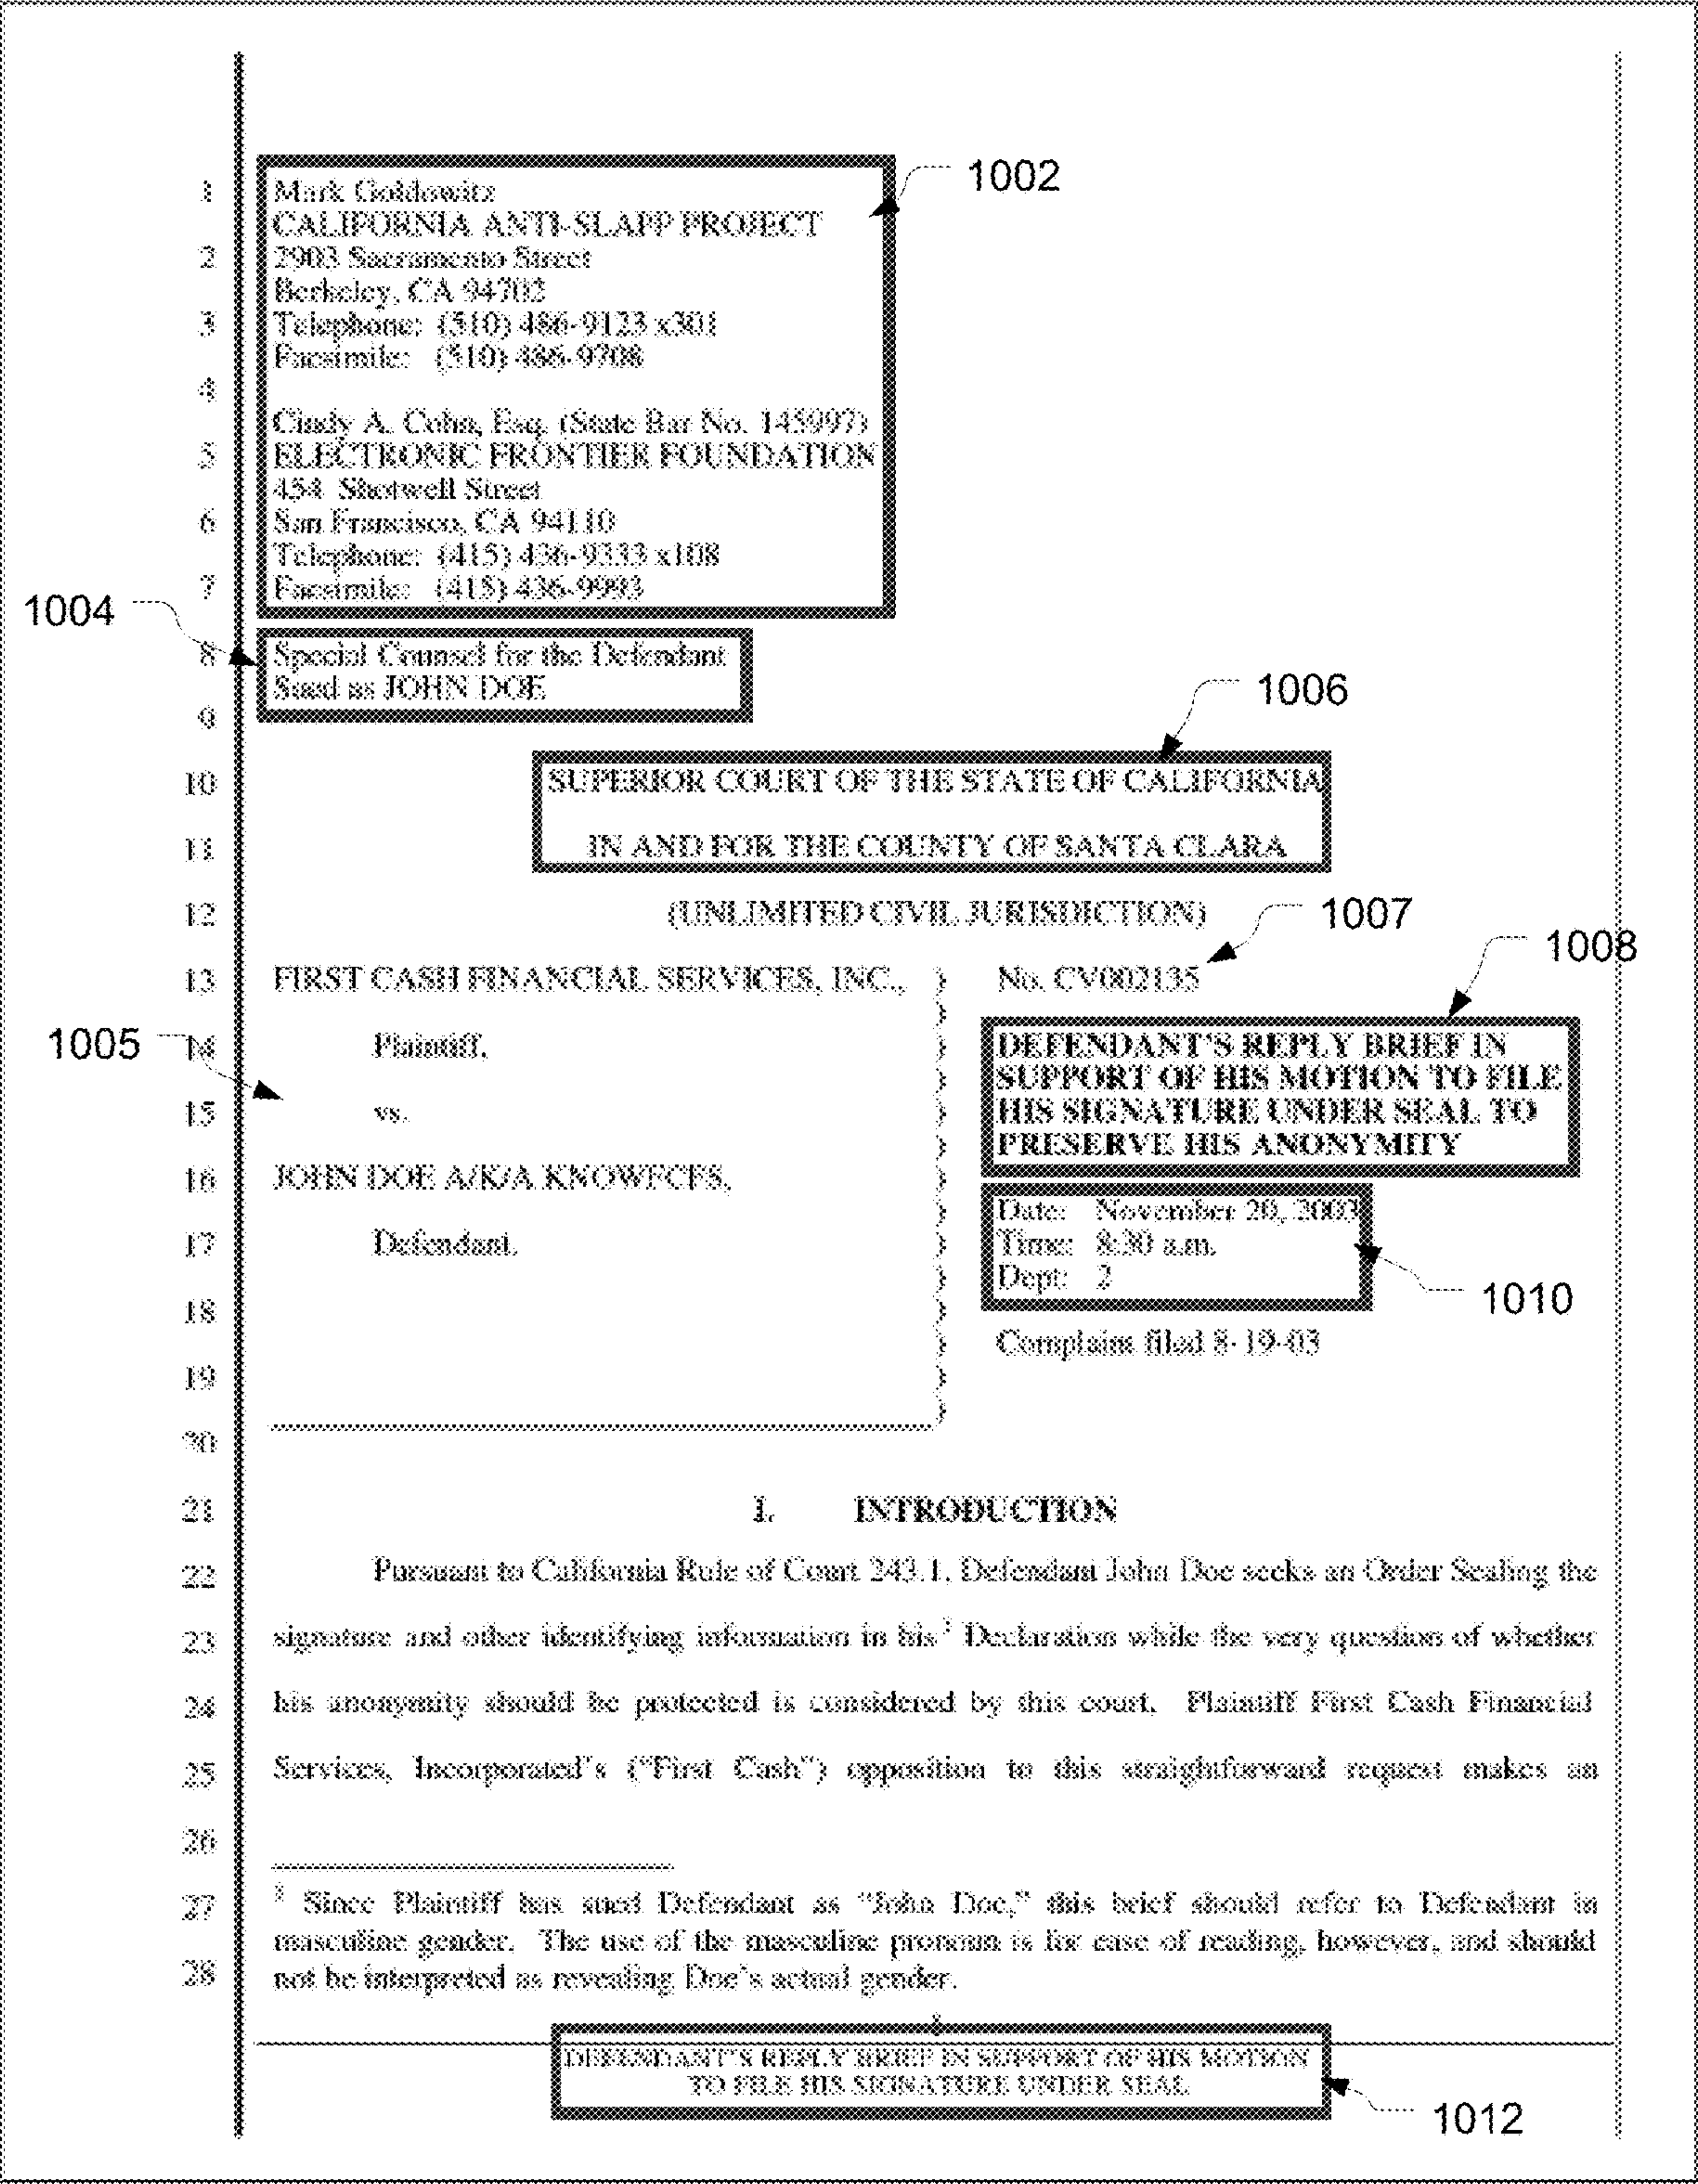 1002
1 Mark Goldowitz
CALIFORNIA ANTI-SLAPP PROJECT
2 2903 Sacramento Street
Berkeley, CA 94702
3 Telephone: (510) 486-9123 x301
Facsimile: (510) 486-9708
4
Cindy A. Cohn, Esq. (State Bar No. 145997)
5 ELECTRONIC FRONTIER FOUNDATION
454 Shotwell Street
6 San Francisco, CA 94110
Telephone: (415) 436-9333 x108
7 Facsimile: (415) 436-9993
1004
8 Special Counsel for the Defendant
Sued as JOHN DOE
9
1006
10 SUPERIOR COURT OF THE STATE OF CALIFORNIA
11 IN AND FOR THE COUNTY OF SANTA CLARA
12 (UNLIMITED CIVIL JURISDICTION)
1007
1008
13 FIRST CASH FINANCIAL SERVICES, INC., ) No. CV002135
1005
14 Plaintiff, ) DEFENDANT'S REPLY BRIEF IN
SUPPORT OF HIS MOTION TO FILE
15 vs. ) HIS SIGNATURE UNDER SEAL TO
PRESERVE HIS ANONYMITY
16 JOHN DOE A/K/A KNOWFCFS, )
Date: November 20, 2003
17 Defendant. ) Time: 8:30 a.m.
Dept: 2
1010
18
Complaint filed 8-19-03
19
20
21 I. INTRODUCTION
22 Pursuant to California Rule of Court 243.1, Defendant John Doe seeks an Order Sealing the
23 signature and other identifying information in his Declaration while the very question of whether
24 his anonymity should be protected is considered by this court. Plaintiff First Cash Financial
25 Services, Incorporated's ("First Cash") opposition to this straightforward request makes an
26
27 Since Plaintiff has sued Defendant as "John Doe," this brief should refer to Defendant in
masculine gender. The use of the masculine pronoun is for ease of reading, however, and should
28 not be interpreted as revealing Doe's actual gender.
DEFENDANT'S REPLY BRIEF IN SUPPORT OF HIS MOTION
TO FILE HIS SIGNATURE UNDER SEAL
1012